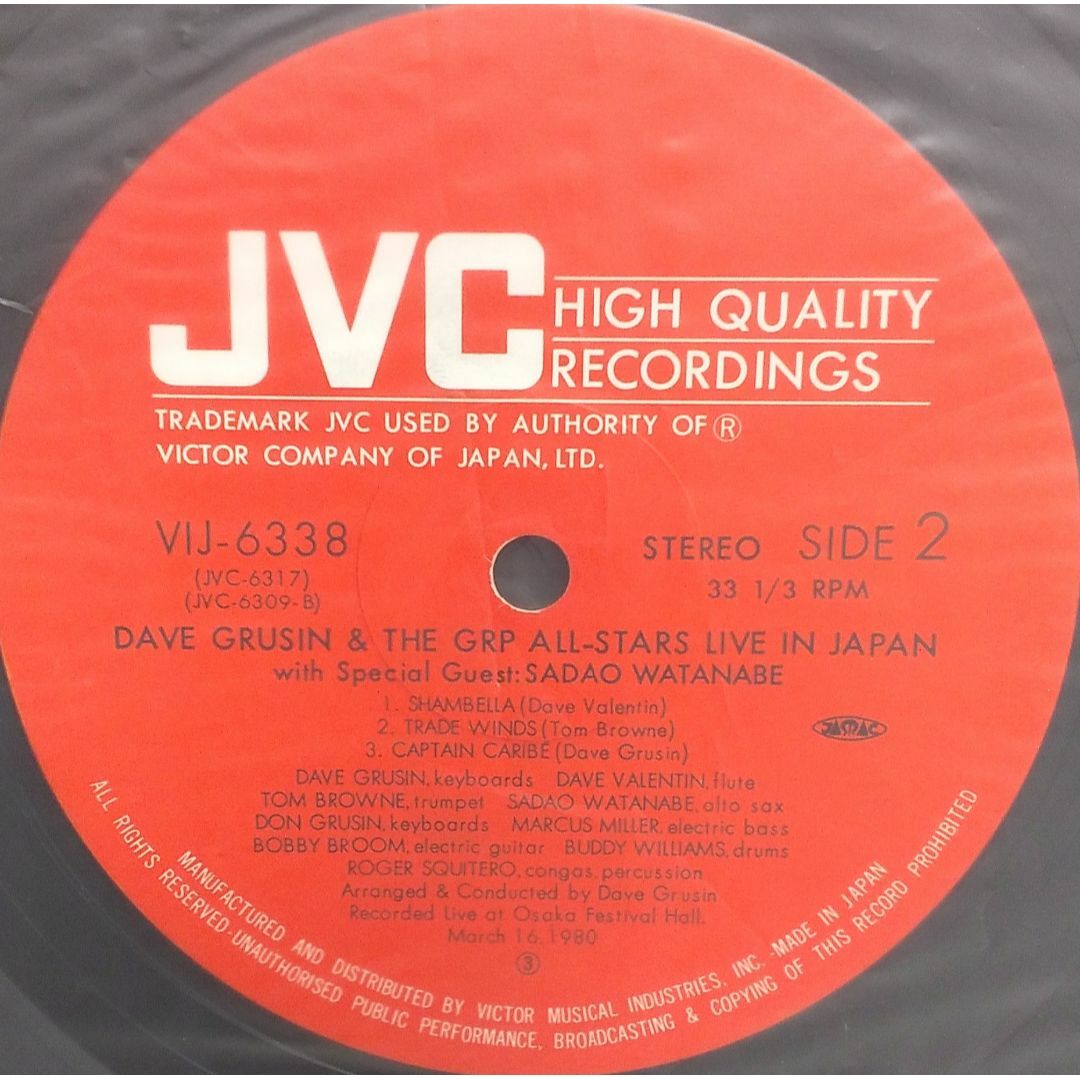 JVC
HIGH QUALITY
RECORDINGS
TRADEMARK JVC USED BY AUTHORITY OF ®
VICTOR COMPANY OF JAPAN, LTD.
VIJ-6338
(JVC-6317)
(JVC-6309-B)
STEREO SIDE 2
33 1/3 RPM
DAVE GRUSIN & THE GRP ALL-STARS LIVE IN JAPAN
with Special Guest: SADAO WATANABE
1. SHAMBELLA (Dave Valentin)
2. TRADE WINDS (Tom Browne)
3. CAPTAIN CARIBE (Dave Grusin)
JASRAC
DAVE GRUSIN, keyboards DAVE VALENTIN, flute
TOM BROWNE, trumpet SADAO WATANABE, alto sax
DON GRUSIN, keyboards MARCUS MILLER, electric bass
BOBBY BROOM, electric guitar BUDDY WILLIAMS, drums
ROGER SQUITERO, congas, percussion
Arranged & Conducted by Dave Grusin
Recorded Live at Osaka Festival Hall,
March 16, 1980
③
MANUFACTURED AND DISTRIBUTED BY VICTOR MUSICAL INDUSTRIES, INC. -MADE IN JAPAN
ALL RIGHTS RESERVED-UNAUTHORISED PUBLIC PERFORMANCE, BROADCASTING & COPYING OF THIS RECORD PROHIBITED